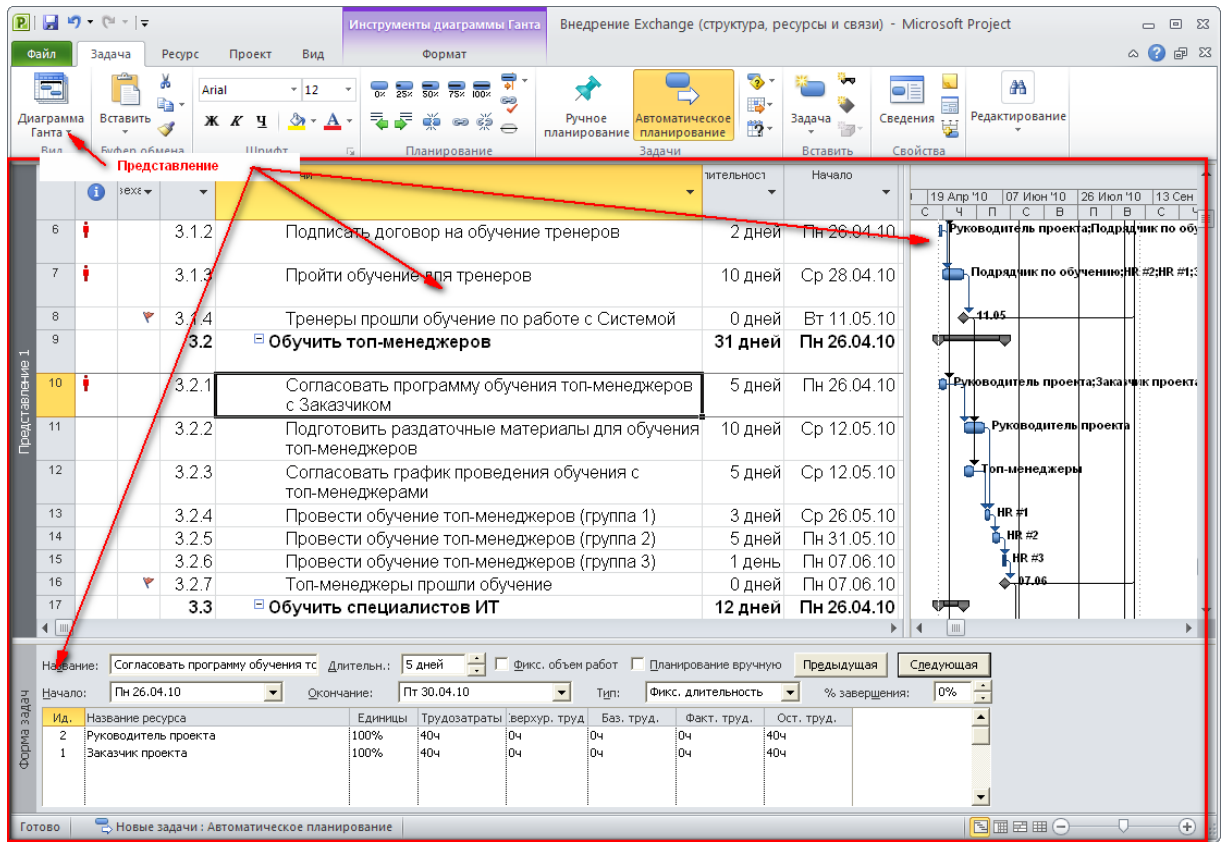 Инструменты диаграммы Ганта Внедрение Exchange (структура, ресурсы и связи) - Microsoft Project
Файл Задача Ресурс Проект Вид Формат
Arial 12
0% 25% 50% 75% 100%
Диаграмма Ганта
Вставить
Ж К Ч
Ручное планирование
Автоматическое планирование
Задача
Сведения
Редактирование
Вид Буфер обмена Шрифт Планирование Задачи Вставить Свойства
Представление
Начало
19 Апр '10 07 Июн '10 26 Июл '10 13 Сен
С Ч П С В П В С Ч
6 3.1.2 Подписать договор на обучение тренеров 2 дней Пн 26.04.10 Руководитель проекта;Подрядчик по обу
7 3.1.3 Пройти обучение для тренеров 10 дней Ср 28.04.10 Подрядчик по обучению;HR #2;HR #1;
8 3.1.4 Тренеры прошли обучение по работе с Системой 0 дней Вт 11.05.10 11.05
9 3.2 Обучить топ-менеджеров 31 дней Пн 26.04.10
10 3.2.1 Согласовать программу обучения топ-менеджеров 5 дней Пн 26.04.10 Руководитель проекта;Заказчик проекта
с Заказчиком
11 3.2.2 Подготовить раздаточные материалы для обучения 10 дней Ср 12.05.10 Руководитель проекта
топ-менеджеров
12 3.2.3 Согласовать график проведения обучения с 5 дней Ср 12.05.10 Топ-менеджеры
топ-менеджерами
13 3.2.4 Провести обучение топ-менеджеров (группа 1) 3 дней Ср 26.05.10 HR #1
14 3.2.5 Провести обучение топ-менеджеров (группа 2) 5 дней Пн 31.05.10 HR #2
15 3.2.6 Провести обучение топ-менеджеров (группа 3) 1 день Пн 07.06.10 HR #3
16 3.2.7 Топ-менеджеры прошли обучение 0 дней Пн 07.06.10 07.06
17 3.3 Обучить специалистов ИТ 12 дней Пн 26.04.10
Представление 1
Название: Согласовать программу обучения тс Длительн.: 5 дней Фикс. объем работ Планирование вручную Предыдущая Следующая
Начало: Пн 26.04.10 Окончание: Пт 30.04.10 Тип: Фикс. длительность % завершения: 0%
Ид. Название ресурса Единицы Трудозатраты Сверхур. труд Баз. труд. Факт. труд. Ост. труд.
2 Руководитель проекта 100% 40ч 0ч 0ч 0ч 40ч
1 Заказчик проекта 100% 40ч 0ч 0ч 0ч 40ч
Форма задач
Готово Новые задачи : Автоматическое планирование